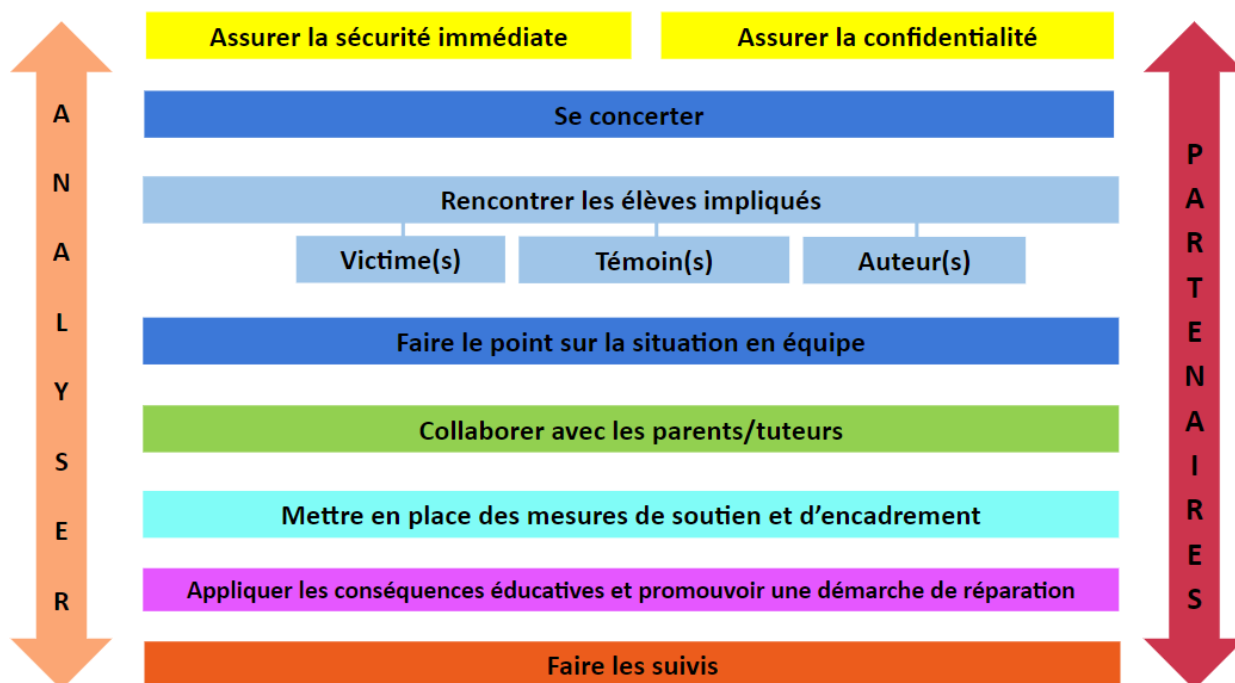 Assurer la sécurité immédiate
Assurer la confidentialité
ANALYSER
Se concerter
Rencontrer les élèves impliqués
Victime(s)
Témoin(s)
Auteur(s)
Faire le point sur la situation en équipe
Collaborer avec les parents/tuteurs
Mettre en place des mesures de soutien et d’encadrement
Appliquer les conséquences éducatives et promouvoir une démarche de réparation
Faire les suivis
PARTENAIRES